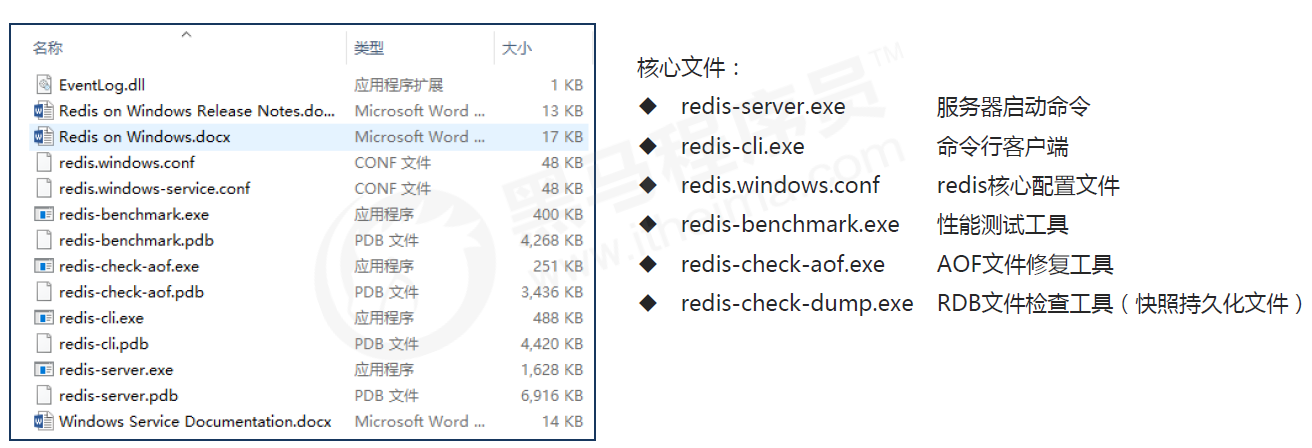 名称 类型 大小
EventLog.dll 应用程序扩展 1 KB
Redis on Windows Release Notes.do... Microsoft Word ... 13 KB
Redis on Windows.docx Microsoft Word ... 17 KB
redis.windows.conf CONF 文件 48 KB
redis.windows-service.conf CONF 文件 48 KB
redis-benchmark.exe 应用程序 400 KB
redis-benchmark.pdb PDB 文件 4,268 KB
redis-check-aof.exe 应用程序 251 KB
redis-check-aof.pdb PDB 文件 3,436 KB
redis-cli.exe 应用程序 488 KB
redis-cli.pdb PDB 文件 4,420 KB
redis-server.exe 应用程序 1,628 KB
redis-server.pdb PDB 文件 6,916 KB
Windows Service Documentation.docx Microsoft Word ... 14 KB
核心文件：
◆ redis-server.exe 服务器启动命令
◆ redis-cli.exe 命令行客户端
◆ redis.windows.conf redis核心配置文件
◆ redis-benchmark.exe 性能测试工具
◆ redis-check-aof.exe AOF文件修复工具
◆ redis-check-dump.exe RDB文件检查工具（快照持久化文件）
黑马程序员™
www.itheima.com